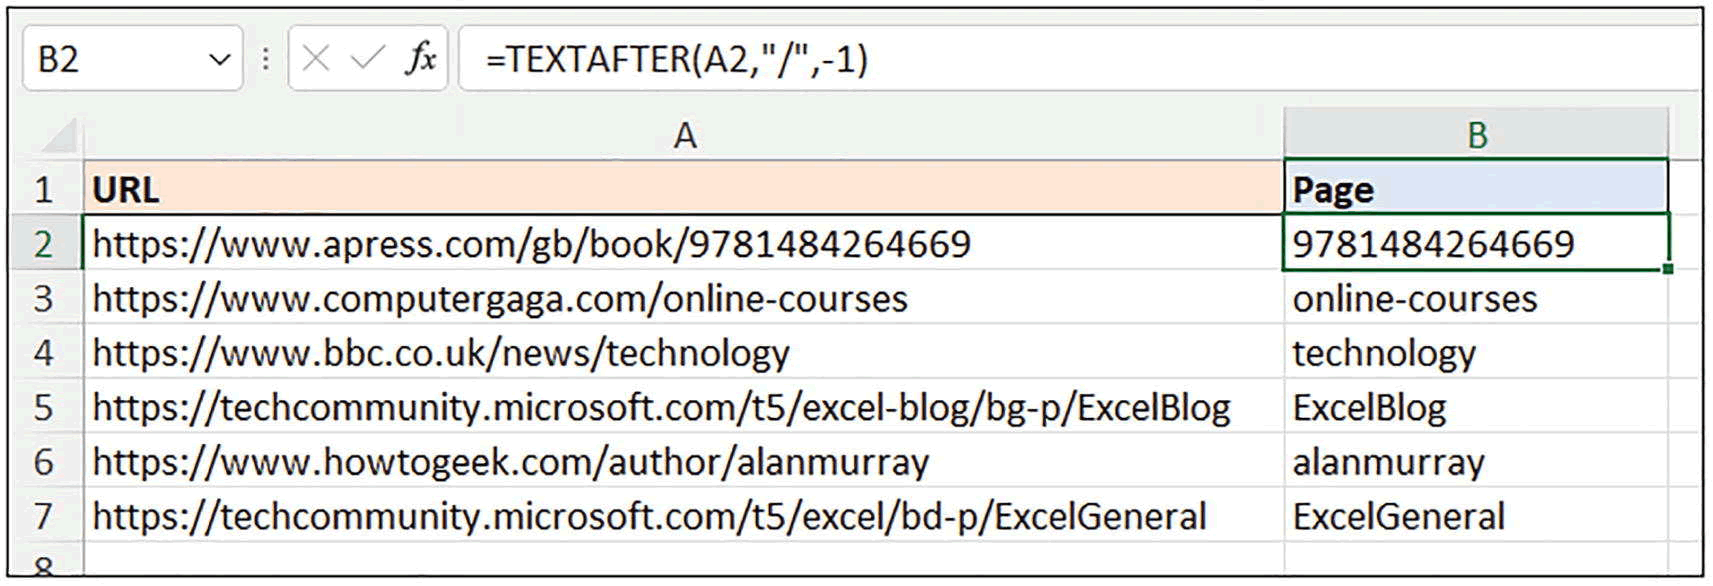 B2 fx =TEXTAFTER(A2,"/",-1)
A B
1 URL Page
2 https://www.apress.com/gb/book/9781484264669 9781484264669
3 https://www.computergaga.com/online-courses online-courses
4 https://www.bbc.co.uk/news/technology technology
5 https://techcommunity.microsoft.com/t5/excel-blog/bg-p/ExcelBlog ExcelBlog
6 https://www.howtogeek.com/author/alanmurray alanmurray
7 https://techcommunity.microsoft.com/t5/excel/bd-p/ExcelGeneral ExcelGeneral
8